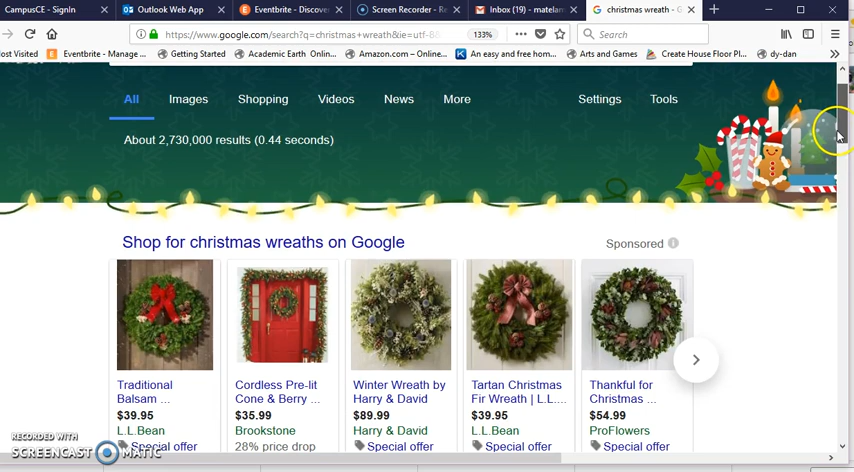 CampusCE - SignIn
Outlook Web App
Eventbrite - Discover
Screen Recorder - Re
Inbox (19) - matelam
christmas wreath - G
https://www.google.com/search?q=christmas+wreath&ie=utf-8
133%
Search
Most Visited
Eventbrite - Manage ...
Getting Started
Academic Earth Onlin...
Amazon.com – Online...
An easy and free hom...
Arts and Games
Create House Floor Pl...
dy-dan
All Images Shopping Videos News More Settings Tools
About 2,730,000 results (0.44 seconds)
Shop for christmas wreaths on Google
Sponsored
Traditional
Balsam ...
$39.95
L.L.Bean
Special offer
Cordless Pre-lit
Cone & Berry ...
$35.99
Brookstone
28% price drop
Winter Wreath by
Harry & David
$89.99
Harry & David
Special offer
Tartan Christmas
Fir Wreath | L.L....
$39.95
L.L.Bean
Special offer
Thankful for
Christmas ...
$54.99
ProFlowers
Special offer
RECORDED WITH
SCREENCAST MATIC